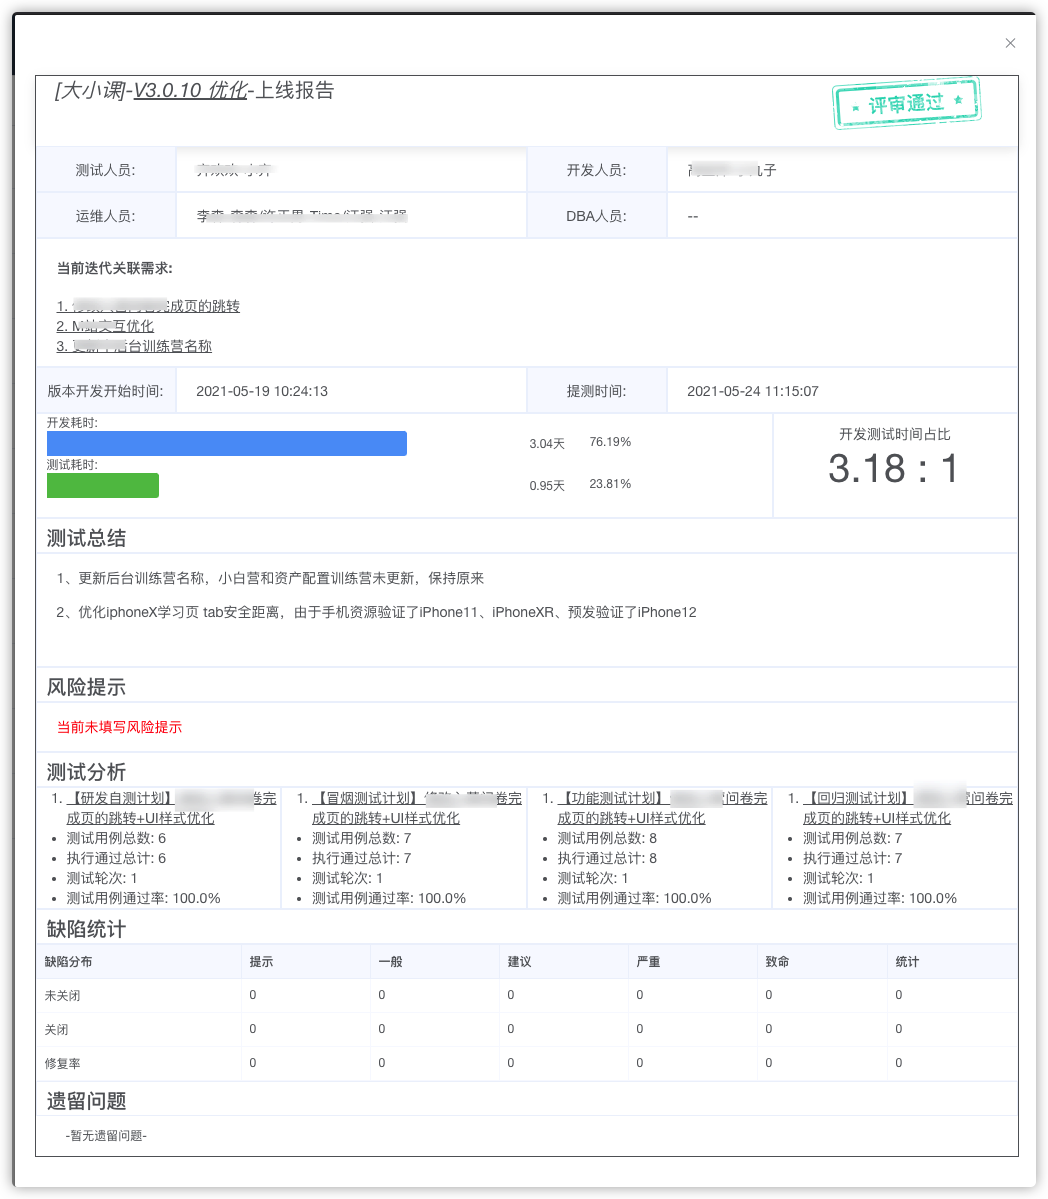 [大小课]-V3.0.10 优化-上线报告
评审通过
测试人员:
开发人员:
九子
运维人员:
李
DBA人员:
--
当前迭代关联需求:
1. 完成页的跳转
2. M站交互优化
3. 更新 后台训练营名称
版本开发开始时间:
2021-05-19 10:24:13
提测时间:
2021-05-24 11:15:07
开发耗时:
3.04天
76.19%
测试耗时:
0.95天
23.81%
开发测试时间占比
3.18 : 1
测试总结
1、更新后台训练营名称，小白营和资产配置训练营未更新，保持原来
2、优化iphoneX学习页 tab安全距离，由于手机资源验证了iPhone11、iPhoneXR、预发验证了iPhone12
风险提示
当前未填写风险提示
测试分析
1. 【研发自测计划】 卷完
成页的跳转+UI样式优化
测试用例总数: 6
执行通过总计: 6
测试轮次: 1
测试用例通过率: 100.0%
1. 【冒烟测试计划】 问卷完
成页的跳转+UI样式优化
测试用例总数: 7
执行通过总计: 7
测试轮次: 1
测试用例通过率: 100.0%
1. 【功能测试计划】 营问卷完
成页的跳转+UI样式优化
测试用例总数: 8
执行通过总计: 8
测试轮次: 1
测试用例通过率: 100.0%
1. 【回归测试计划】 营问卷完
成页的跳转+UI样式优化
测试用例总数: 7
执行通过总计: 7
测试轮次: 1
测试用例通过率: 100.0%
缺陷统计
缺陷分布 提示 一般 建议 严重 致命 统计
未关闭 0 0 0 0 0 0
关闭 0 0 0 0 0 0
修复率 0 0 0 0 0 0
遗留问题
-暂无遗留问题-